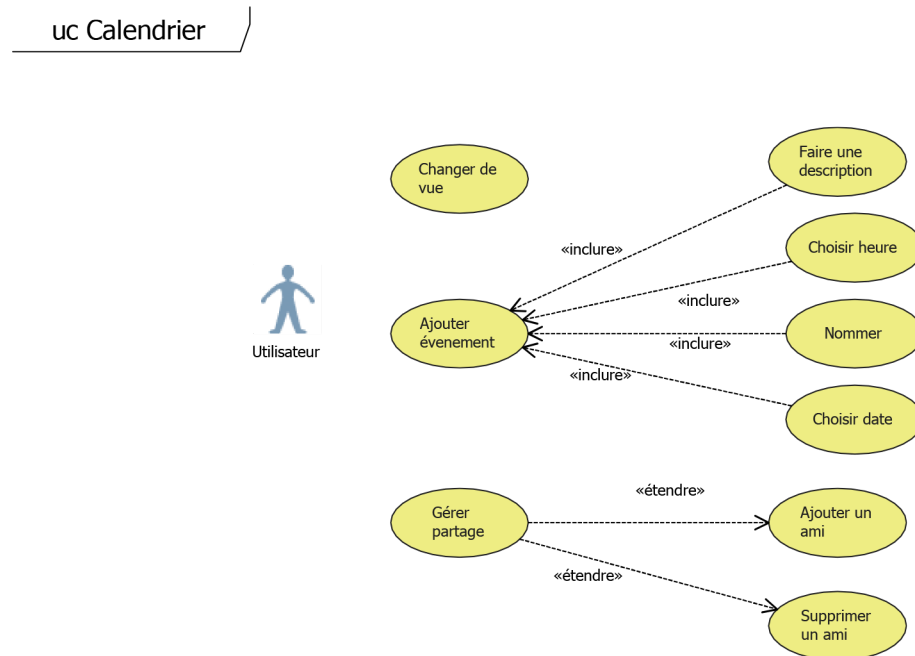 uc Calendrier
Changer de
vue
Faire une
description
«inclure»
Choisir heure
«inclure»
Utilisateur
Ajouter
évenement
«inclure»
Nommer
«inclure»
Choisir date
Gérer
partage
«étendre»
Ajouter un
ami
«étendre»
Supprimer
un ami